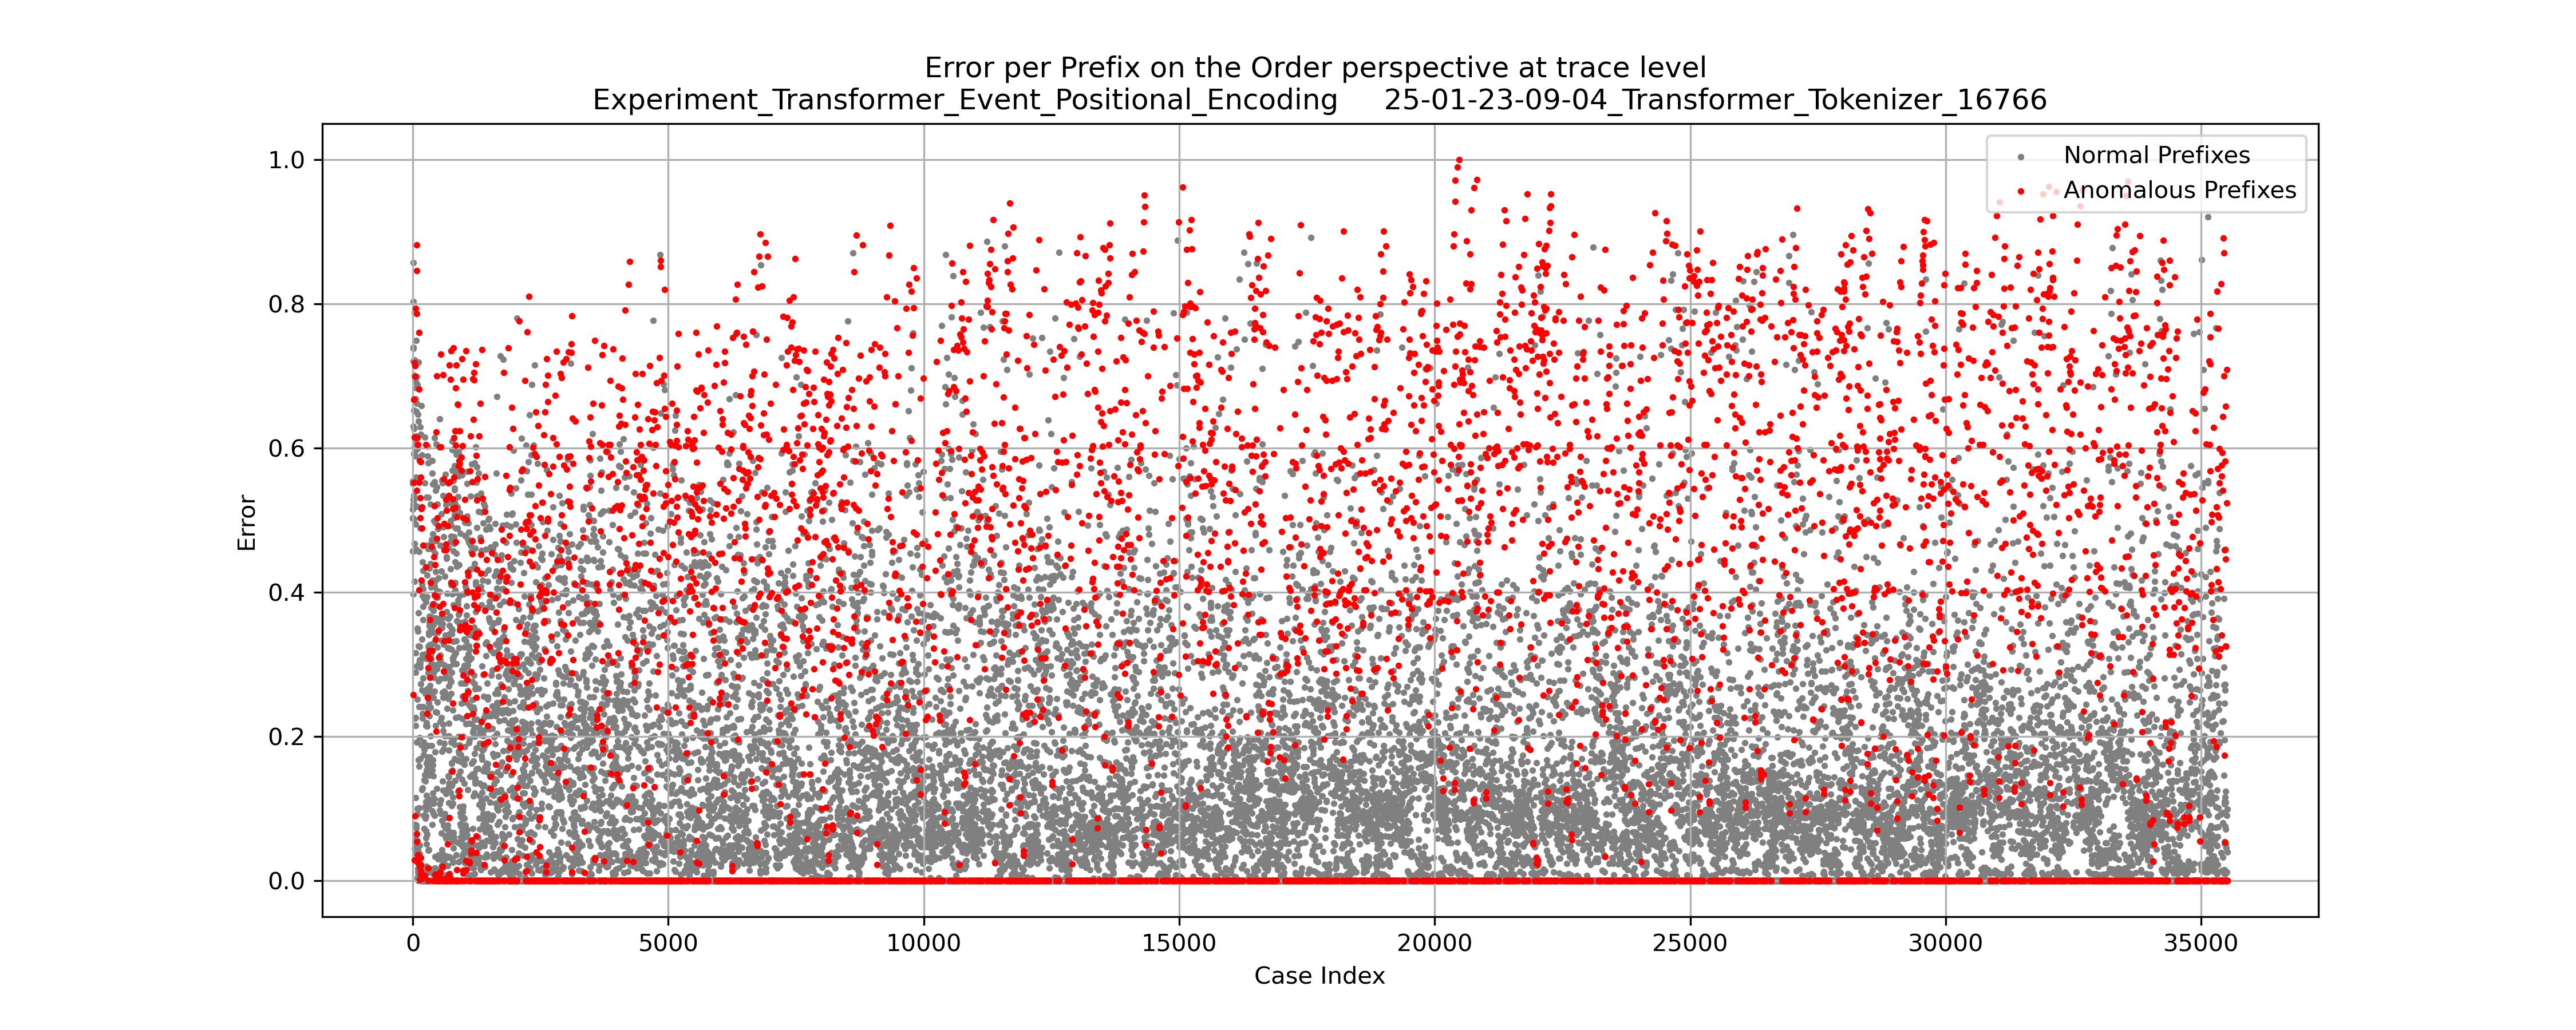 Error per Prefix on the Order perspective at trace level
Experiment_Transformer_Event_Positional_Encoding 25-01-23-09-04_Transformer_Tokenizer_16766
Normal Prefixes
Anomalous Prefixes
Error
1.0
0.8
0.6
0.4
0.2
0.0
0 5000 10000 15000 20000 25000 30000 35000
Case Index